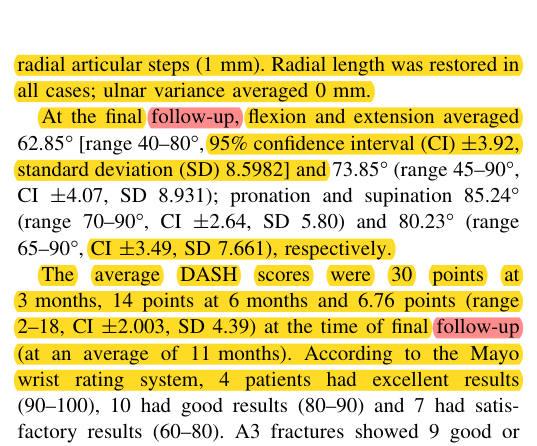 radial articular steps (1 mm). Radial length was restored in
all cases; ulnar variance averaged 0 mm.
At the final follow-up, flexion and extension averaged
62.85° [range 40–80°, 95% confidence interval (CI) ±3.92,
standard deviation (SD) 8.5982] and 73.85° (range 45–90°,
CI ±4.07, SD 8.931); pronation and supination 85.24°
(range 70–90°, CI ±2.64, SD 5.80) and 80.23° (range
65–90°, CI ±3.49, SD 7.661), respectively.
The average DASH scores were 30 points at
3 months, 14 points at 6 months and 6.76 points (range
2–18, CI ±2.003, SD 4.39) at the time of final follow-up
(at an average of 11 months). According to the Mayo
wrist rating system, 4 patients had excellent results
(90–100), 10 had good results (80–90) and 7 had satis-
factory results (60–80). A3 fractures showed 9 good or